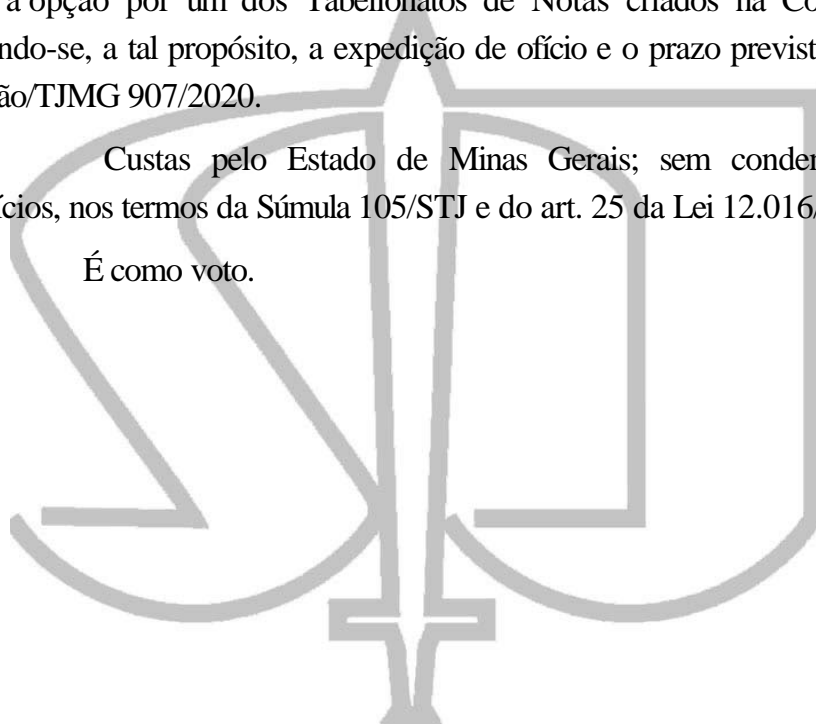 a opção por um dos Tabelionatos de Notas criados na Co
ndo-se, a tal propósito, a expedição de ofício e o prazo previst
ão/TJMG 907/2020.
Custas pelo Estado de Minas Gerais; sem conden
ícios, nos termos da Súmula 105/STJ e do art. 25 da Lei 12.016/
É como voto.